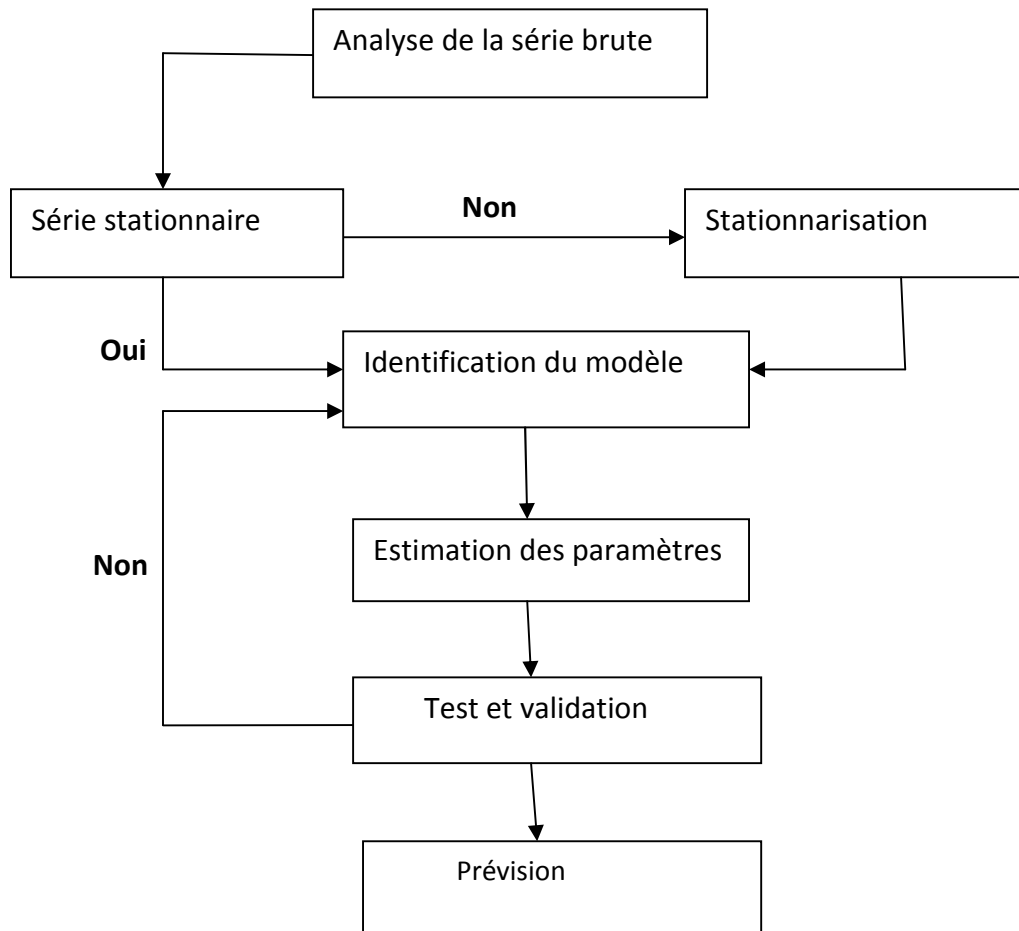 Analyse de la série brute
Série stationnaire
Non
Stationnarisation
Oui
Identification du modèle
Estimation des paramètres
Non
Test et validation
Prévision